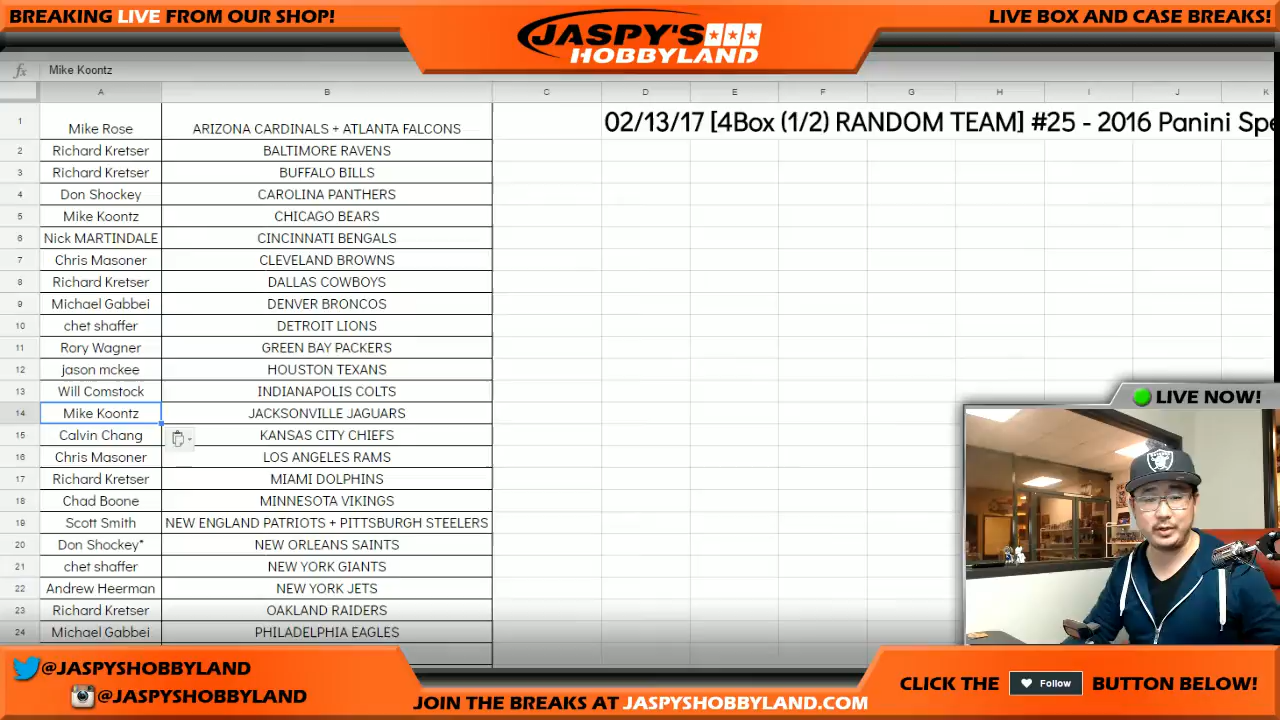 BREAKING LIVE FROM OUR SHOP!
JASPY'S
HOBBYLAND
LIVE BOX AND CASE BREAKS!
fx Mike Koontz
A B C D E F G H I J K
1 Mike Rose ARIZONA CARDINALS + ATLANTA FALCONS
02/13/17 [4Box (1/2) RANDOM TEAM] #25 - 2016 Panini Spe
2 Richard Kretser BALTIMORE RAVENS
3 Richard Kretser BUFFALO BILLS
4 Don Shockey CAROLINA PANTHERS
5 Mike Koontz CHICAGO BEARS
6 Nick MARTINDALE CINCINNATI BENGALS
7 Chris Masoner CLEVELAND BROWNS
8 Richard Kretser DALLAS COWBOYS
9 Michael Gabbei DENVER BRONCOS
10 chet shaffer DETROIT LIONS
11 Rory Wagner GREEN BAY PACKERS
12 jason mckee HOUSTON TEXANS
13 Will Comstock INDIANAPOLIS COLTS
14 Mike Koontz JACKSONVILLE JAGUARS
15 Calvin Chang KANSAS CITY CHIEFS
16 Chris Masoner LOS ANGELES RAMS
17 Richard Kretser MIAMI DOLPHINS
18 Chad Boone MINNESOTA VIKINGS
19 Scott Smith NEW ENGLAND PATRIOTS + PITTSBURGH STEELERS
20 Don Shockey* NEW ORLEANS SAINTS
21 chet shaffer NEW YORK GIANTS
22 Andrew Heerman NEW YORK JETS
23 Richard Kretser OAKLAND RAIDERS
24 Michael Gabbei PHILADELPHIA EAGLES
LIVE NOW!
@JASPYSHOBBYLAND
@JASPYSHOBBYLAND
JOIN THE BREAKS AT JASPYSHOBBYLAND.COM
CLICK THE Follow BUTTON BELOW!